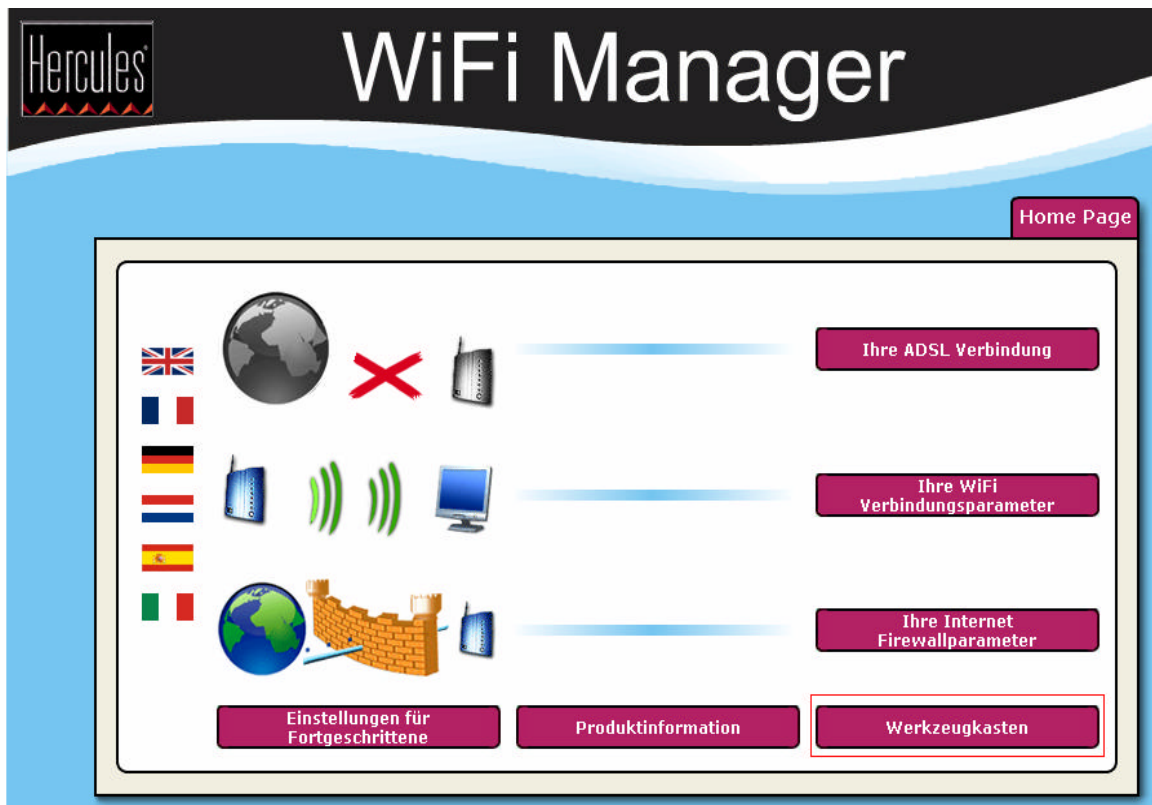 Hercules
WiFi Manager
Home Page
Ihre ADSL Verbindung
Ihre WiFi
Verbindungsparameter
Ihre Internet
Firewallparameter
Einstellungen für
Fortgeschrittene
Produktinformation
Werkzeugkasten